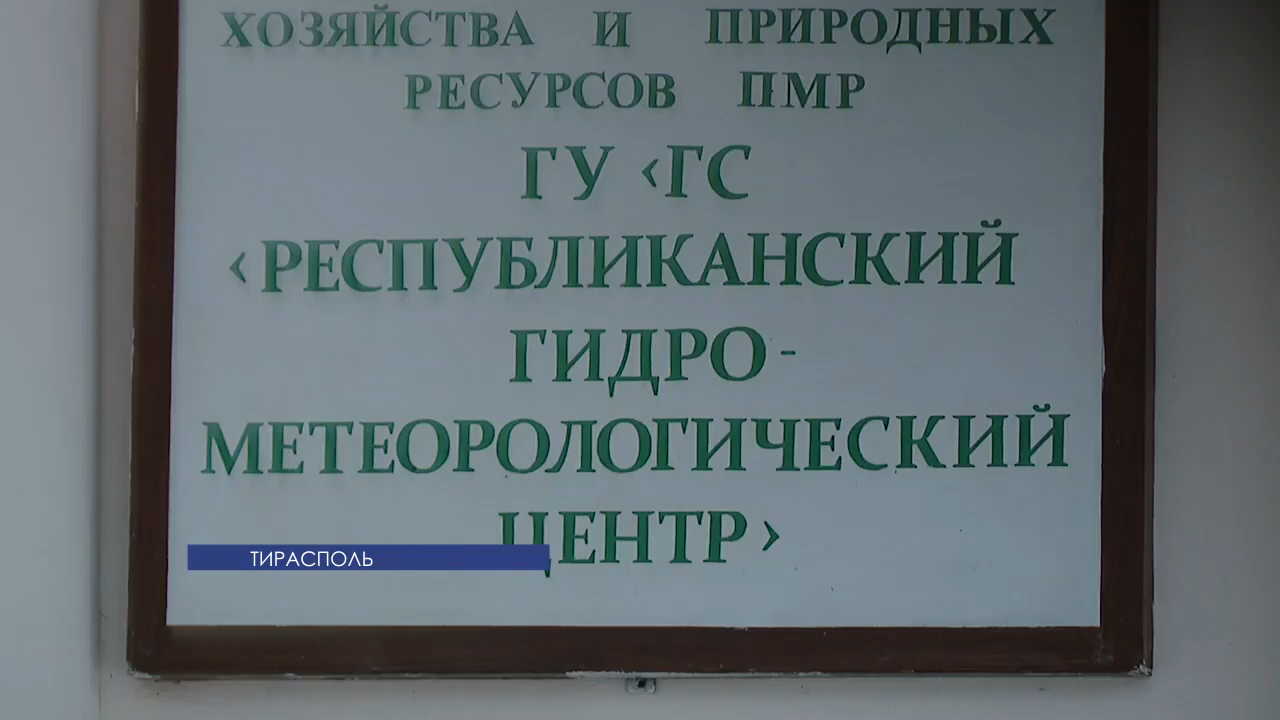 ХОЗЯЙСТВА И ПРИРОДНЫХ
РЕСУРСОВ ПМР
ГУ ‹ГС
‹РЕСПУБЛИКАНСКИЙ
ГИДРО-
МЕТЕОРОЛОГИЧЕСКИЙ
ЦЕНТР›
ТИРАСПОЛЬ